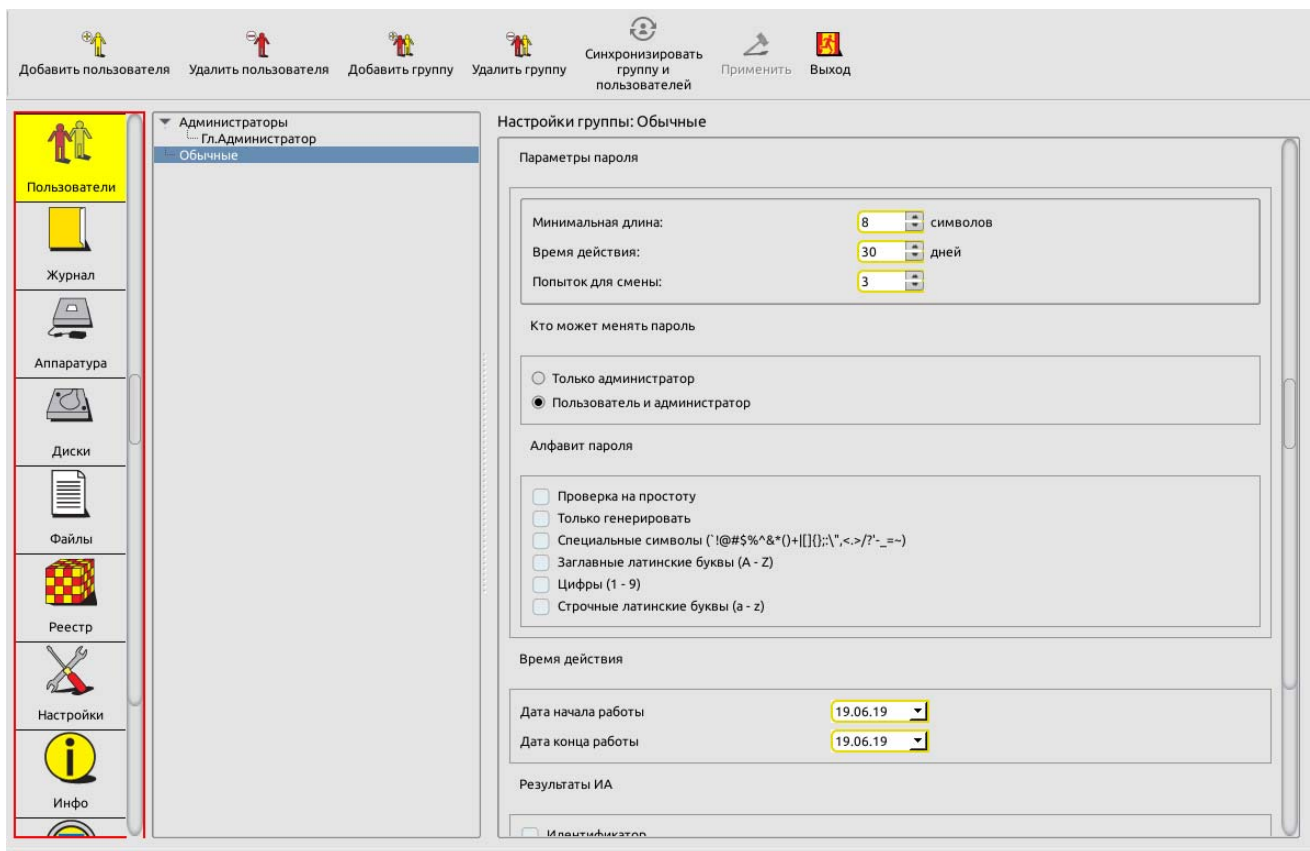 Добавить пользователя
Удалить пользователя
Добавить группу
Удалить группу
Синхронизировать
группу и
пользователей
Применить
Выход
Пользователи
Журнал
Аппаратура
Диски
Файлы
Реестр
Настройки
Инфо
Администраторы
Гл.Администратор
Обычные
Настройки группы: Обычные
Параметры пароля
Минимальная длина: 8 символов
Время действия: 30 дней
Попыток для смены: 3
Кто может менять пароль
Только администратор
Пользователь и администратор
Алфавит пароля
Проверка на простоту
Только генерировать
Специальные символы (`!@#$%^&*()+|[]{};:\",<.>/?'-_=~)
Заглавные латинские буквы (A - Z)
Цифры (1 - 9)
Строчные латинские буквы (a - z)
Время действия
Дата начала работы 19.06.19
Дата конца работы 19.06.19
Результаты ИА
Идентификатор